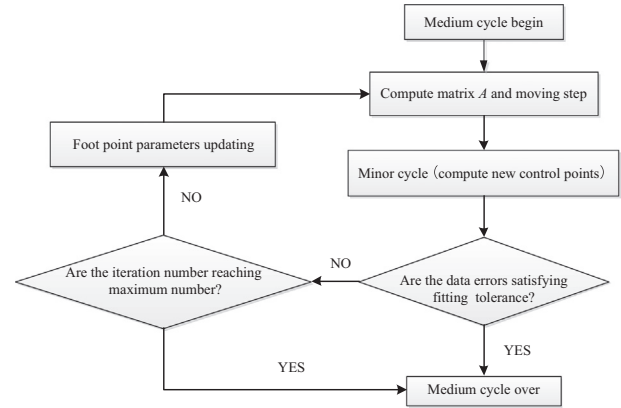 Medium cycle begin
Compute matrix A and moving step
Foot point parameters updating
Minor cycle (compute new control points)
NO
Are the iteration number reaching
maximum number?
NO
Are the data errors satisfying
fitting tolerance?
YES
YES
Medium cycle over